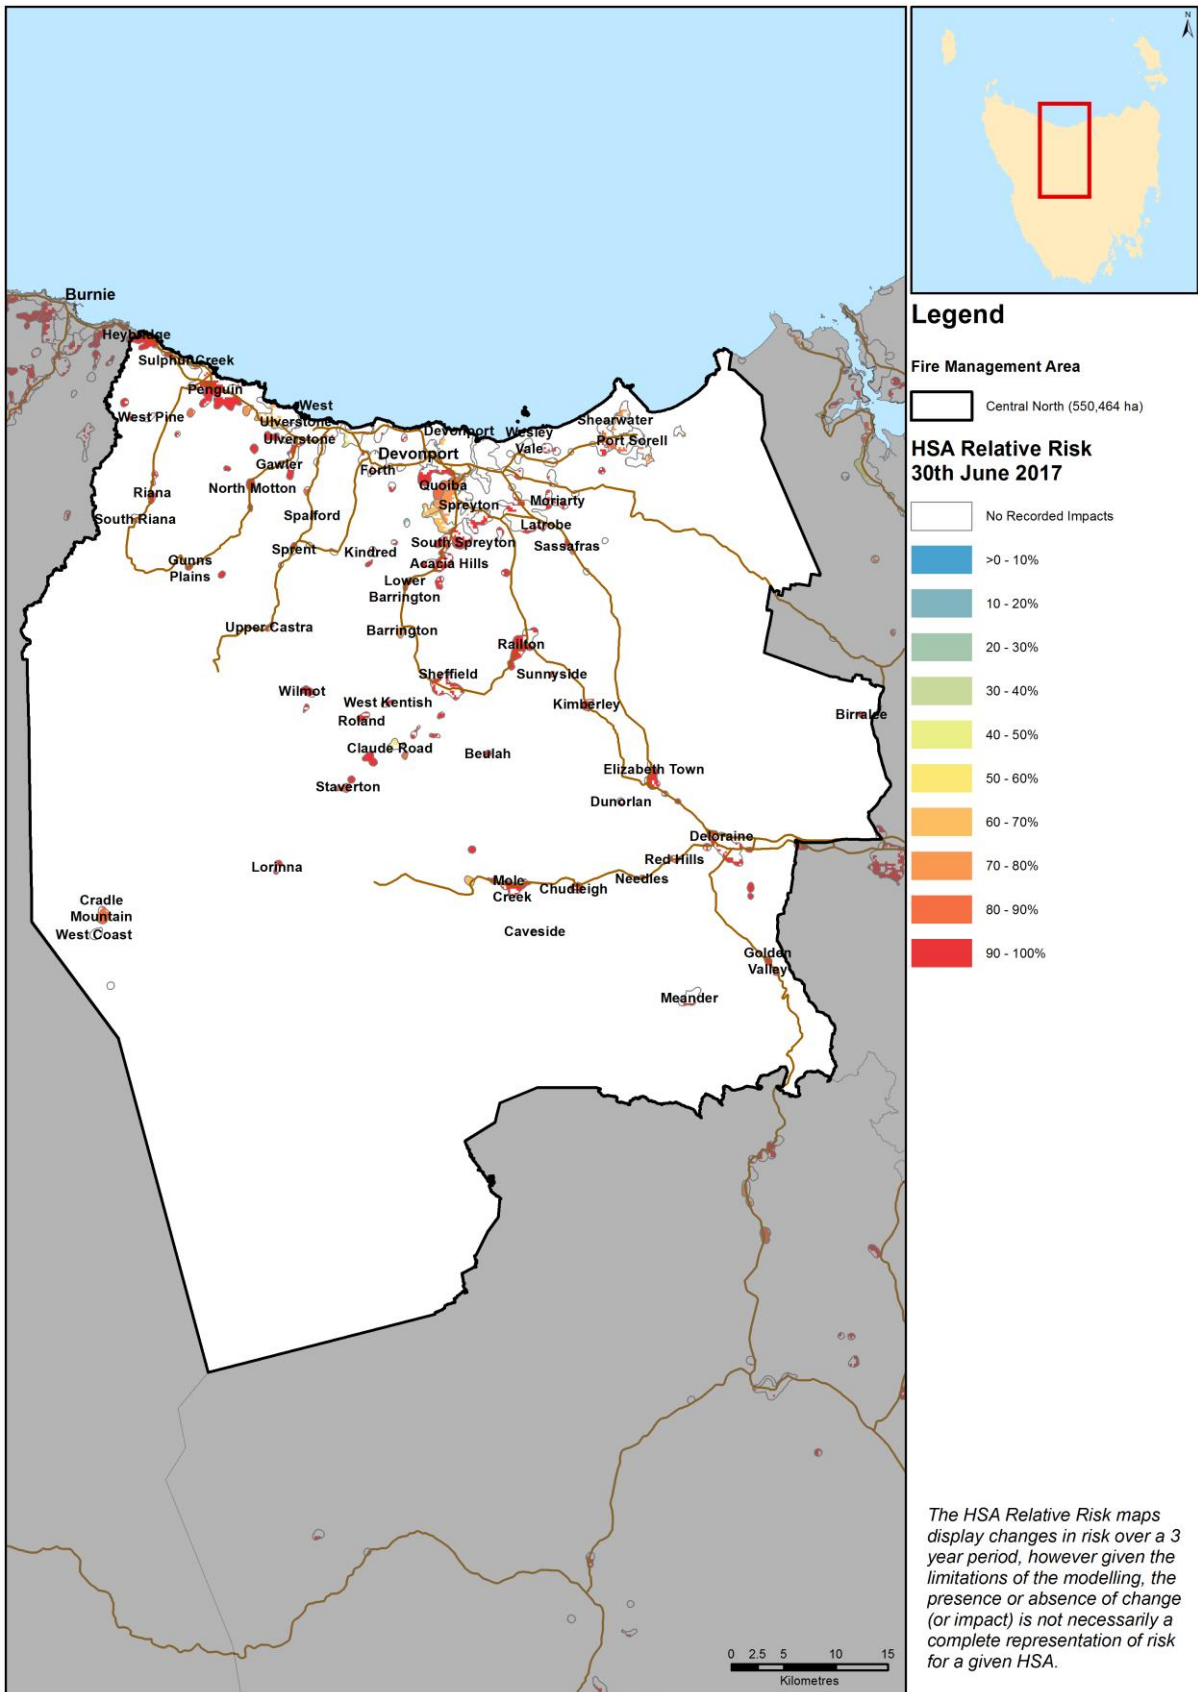 N
Burnie
Heybridge
Sulphur Creek
Penguin
West Pine
West
Ulverstone
Ulverstone
Gawler
Forth
Devonport
Devonport
Wesley
Vale
Shearwater
Port Sorell
Quoiba
Riana
North Motton
Spreyton
Moriarty
South Riana
Spalford
Latrobe
Sprent
Kindred
South Spreyton
Sassafras
Gunns
Plains
Acacia Hills
Lower
Barrington
Upper Castra
Barrington
Railton
Sheffield
Sunnyside
Wilmot
West Kentish
Kimberley
Roland
Birralee
Claude Road
Beulah
Elizabeth Town
Staverton
Dunorlan
Deloraine
Lorinna
Red Hills
Mole
Creek
Chudleigh
Needles
Cradle
Mountain
West Coast
Caveside
Golden
Valley
Meander
0 2.5 5 10 15
Kilometres
Legend
Fire Management Area
Central North (550,464 ha)
HSA Relative Risk
30th June 2017
No Recorded Impacts
>0 - 10%
10 - 20%
20 - 30%
30 - 40%
40 - 50%
50 - 60%
60 - 70%
70 - 80%
80 - 90%
90 - 100%
The HSA Relative Risk maps
display changes in risk over a 3
year period, however given the
limitations of the modelling, the
presence or absence of change
(or impact) is not necessarily a
complete representation of risk
for a given HSA.